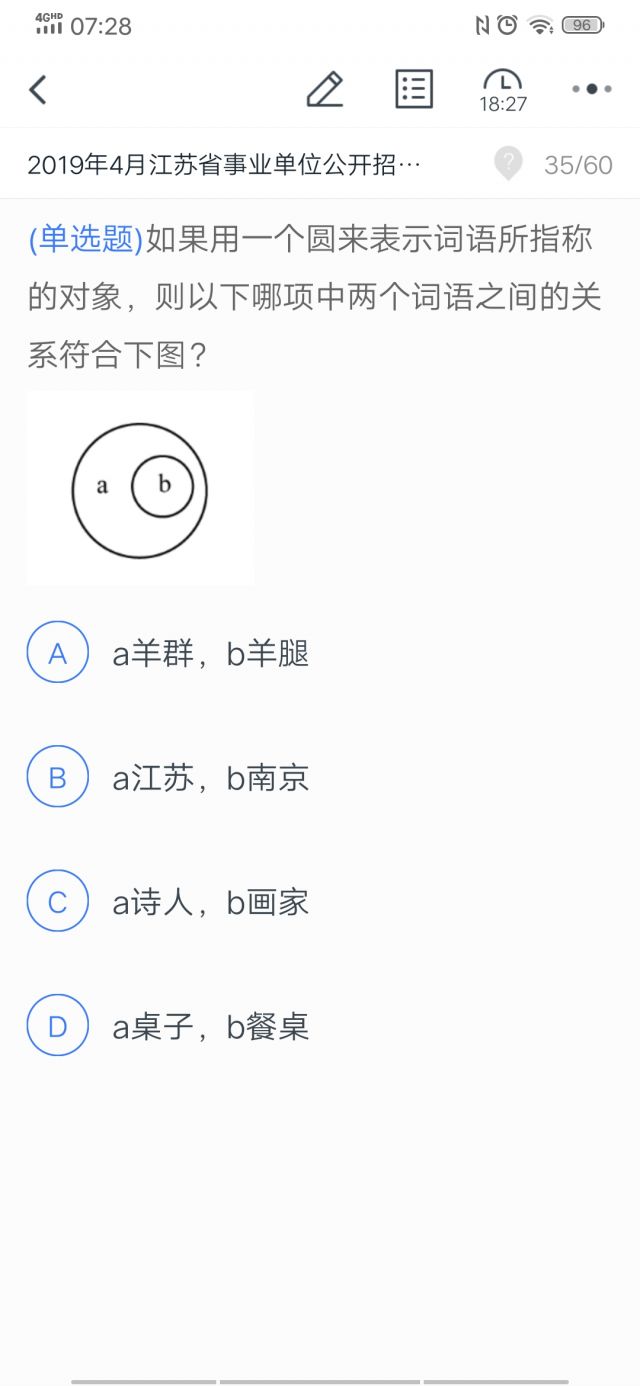 4GHD 07:28 96
18:27
2019年4月江苏省事业单位公开招… ? 35/60
(单选题)如果用一个圆来表示词语所指称
的对象，则以下哪项中两个词语之间的关
系符合下图？
a b
A a羊群，b羊腿
B a江苏，b南京
C a诗人，b画家
D a桌子，b餐桌